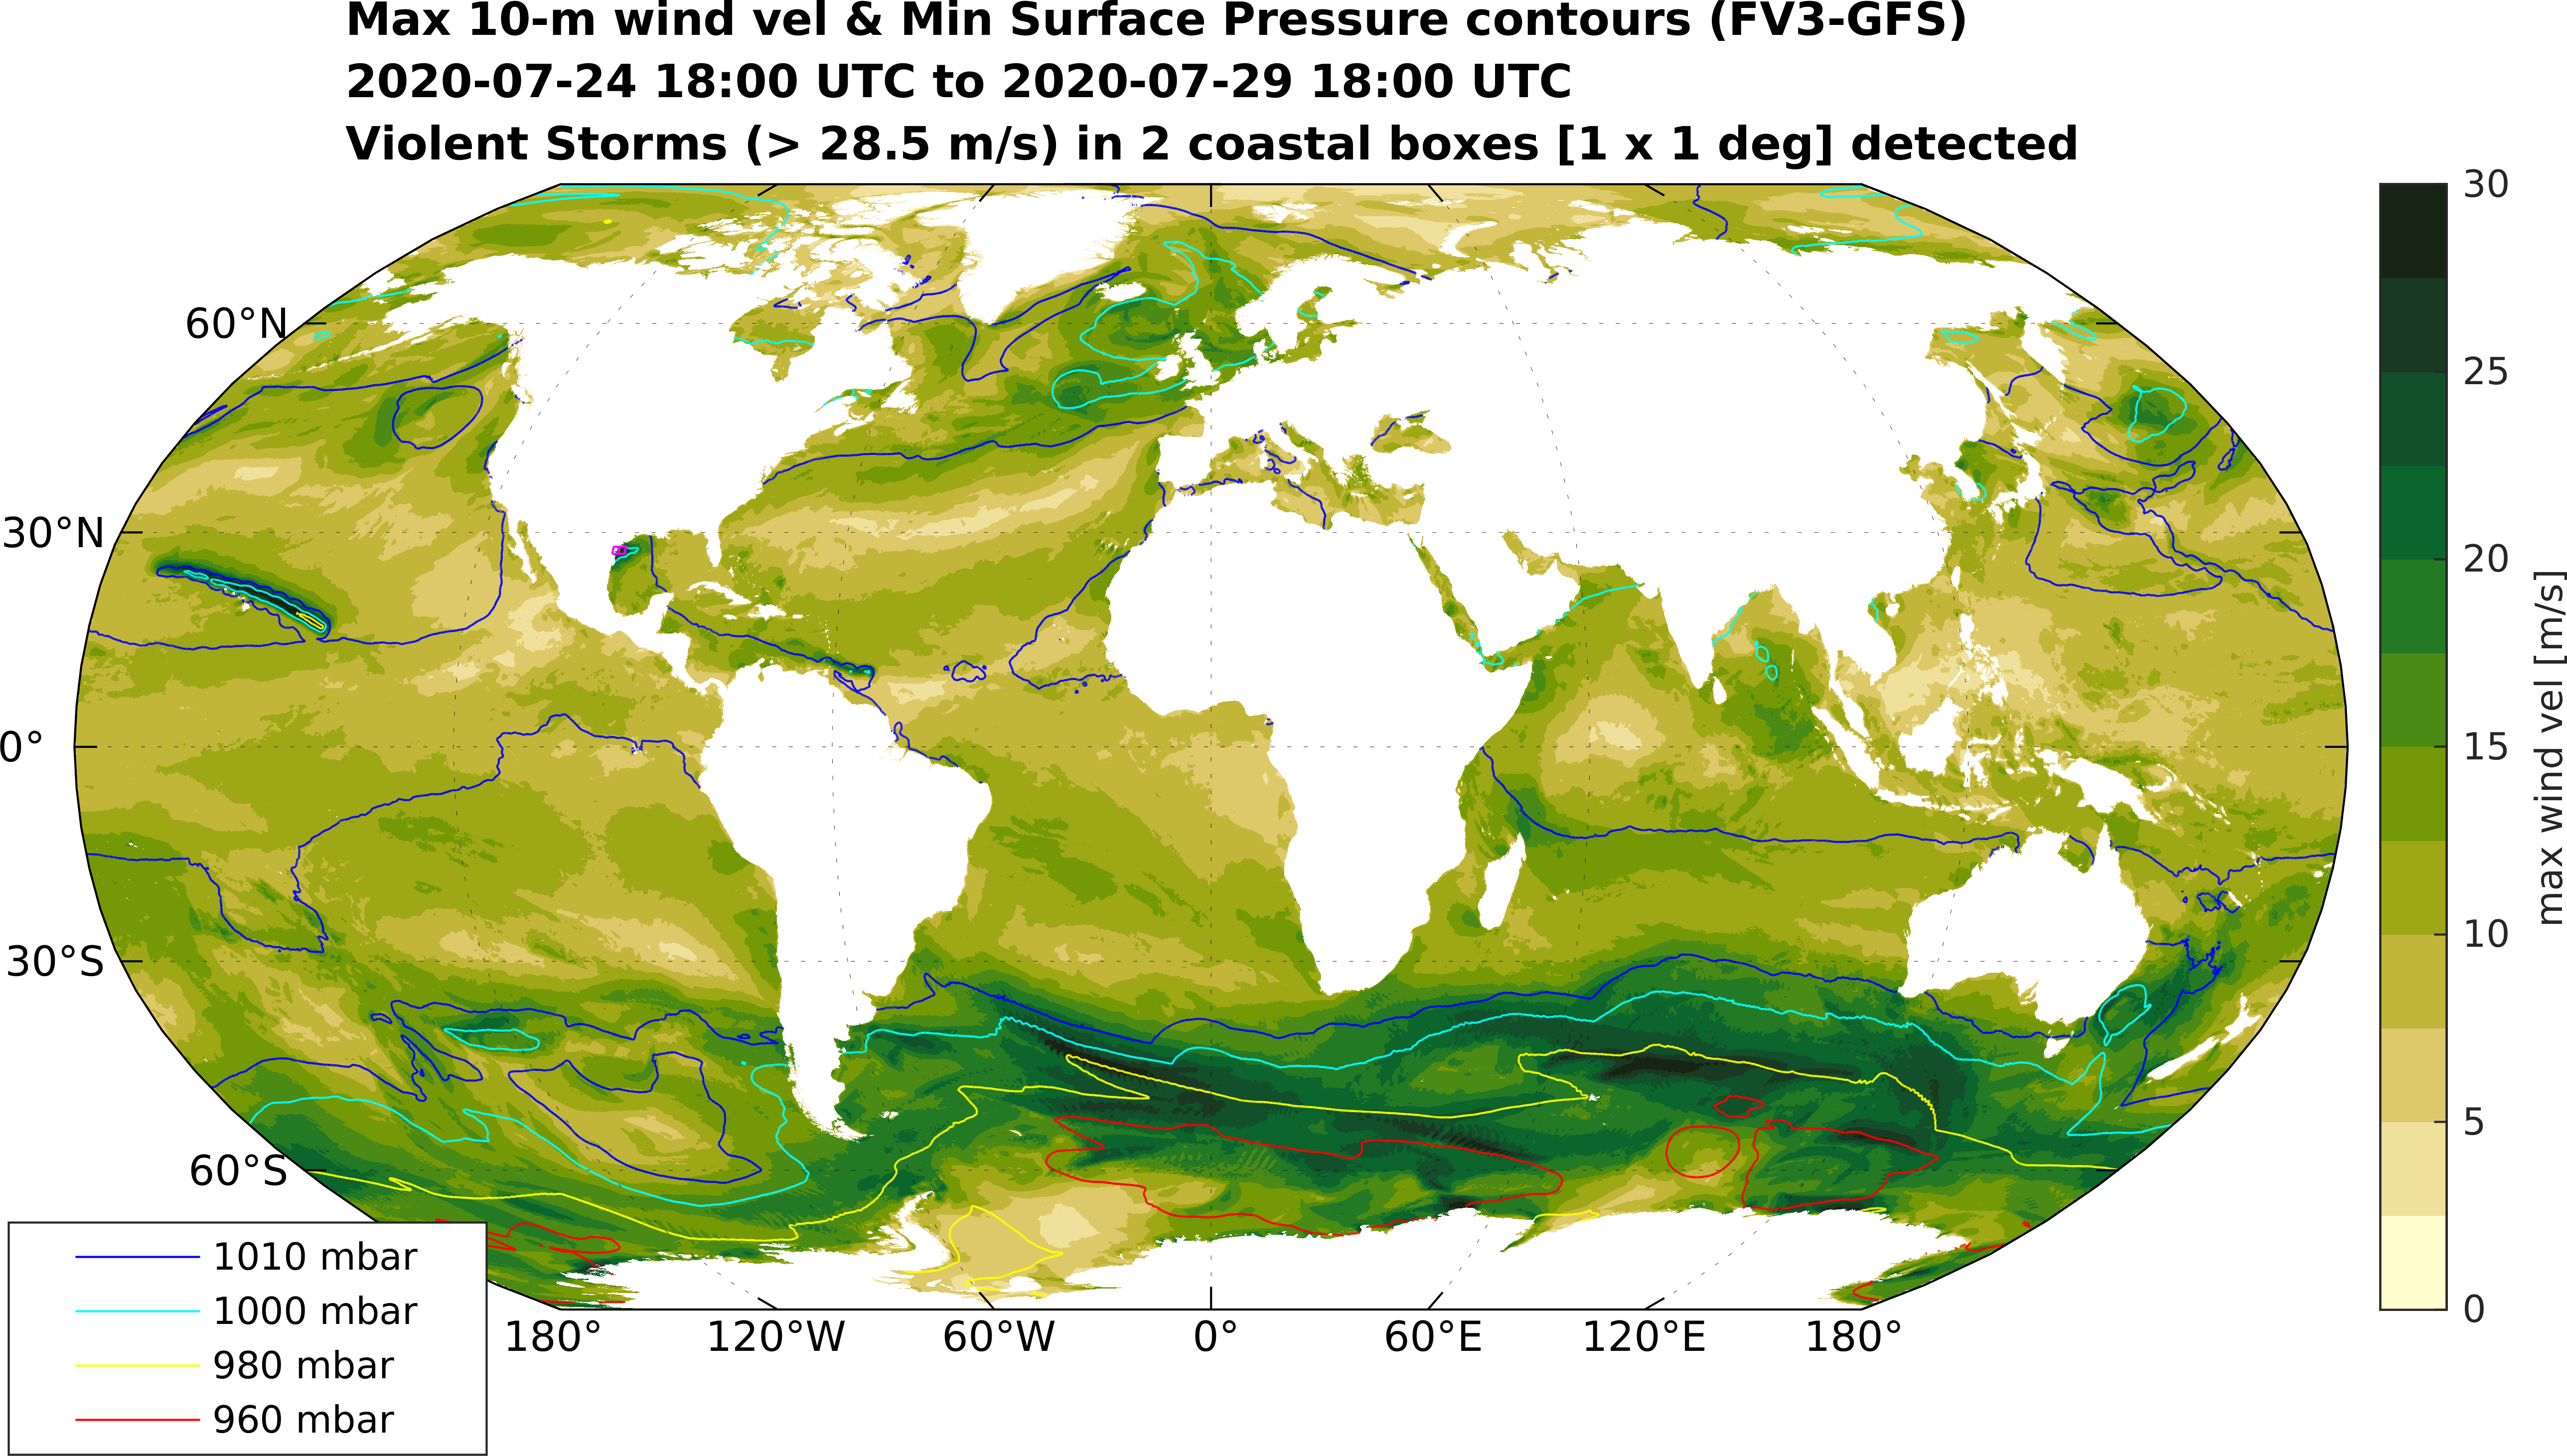 Max 10-m wind vel & Min Surface Pressure contours (FV3-GFS)
2020-07-24 18:00 UTC to 2020-07-29 18:00 UTC
Violent Storms (> 28.5 m/s) in 2 coastal boxes [1 x 1 deg] detected
60°N
30°N
0°
30°S
60°S
180°
120°W
60°W
0°
60°E
120°E
180°
30
25
20
15
10
5
0
max wind vel [m/s]
1010 mbar
1000 mbar
980 mbar
960 mbar